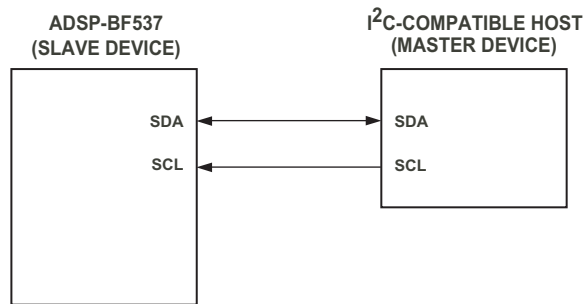 ADSP-BF537
(SLAVE DEVICE)
I²C-COMPATIBLE HOST
(MASTER DEVICE)
SDA
SDA
SCL
SCL